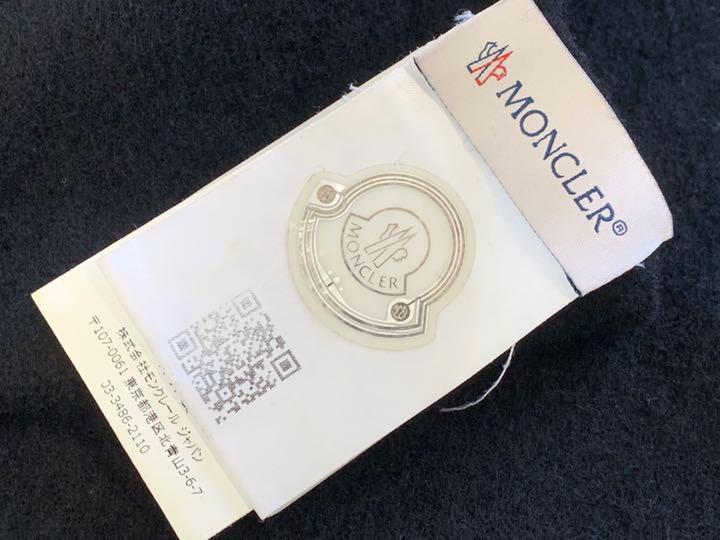 MONCLER®
MONCLER
株式会社モンクレール ジャパン
〒107-0061 東京都港区北青山3-6-7
03-3486-2110